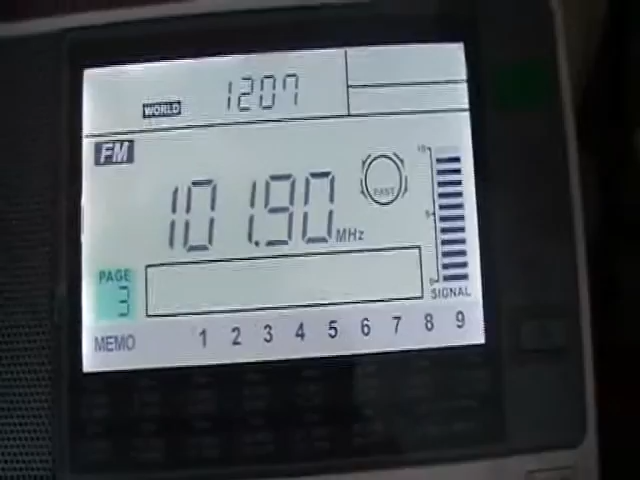 1207
WORLD
FM
FAST
101.90 MHz
10
5
0
PAGE
3
SIGNAL
MEMO 1 2 3 4 5 6 7 8 9